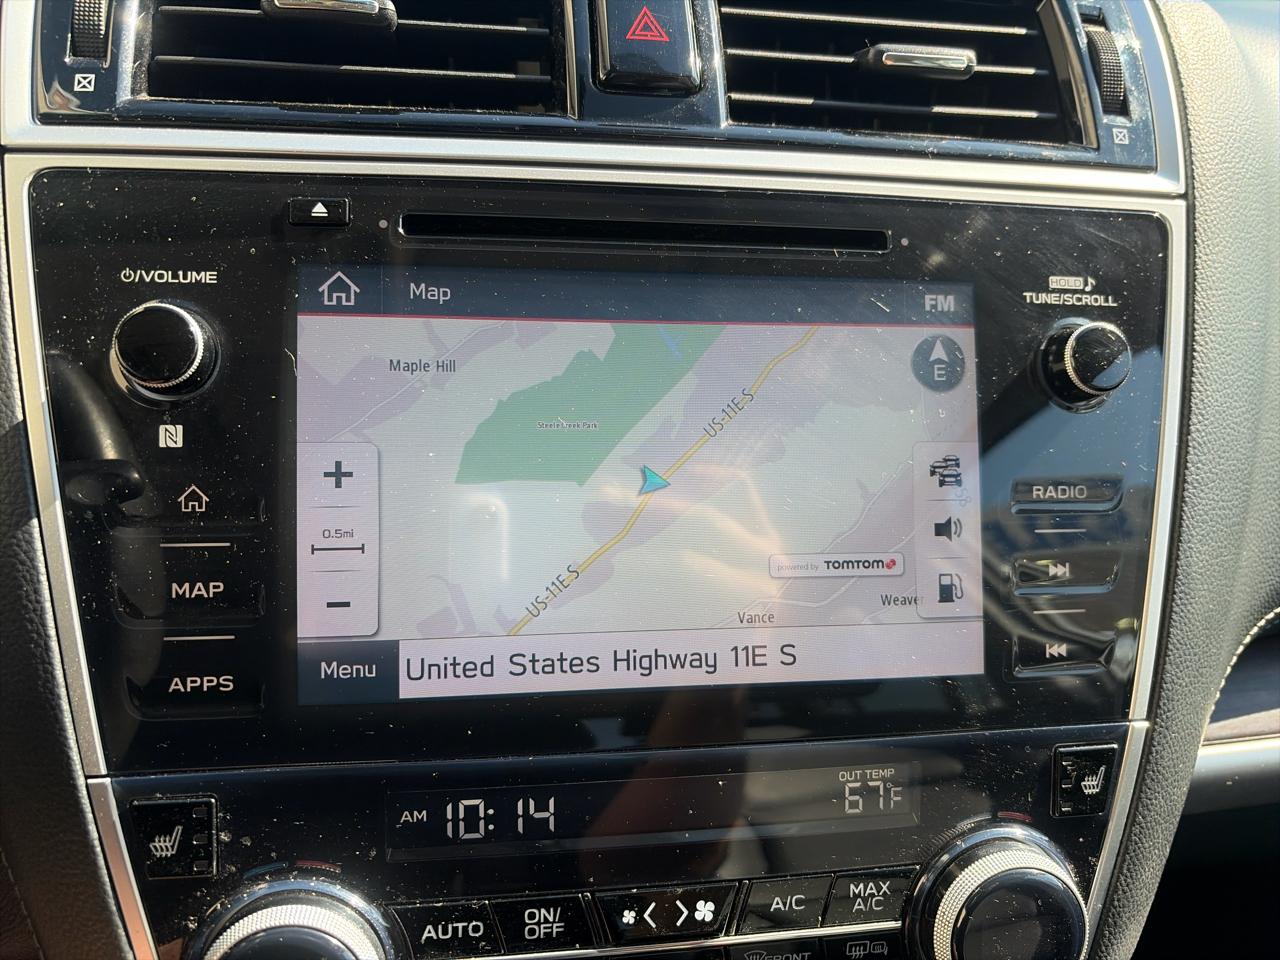 ⏻/VOLUME
HOLD
TUNE/SCROLL
Map
FM
Maple Hill
E
Steele Creek Park
US-11E S
0.5mi
RADIO
powered by TOMTOM
US-11E S
MAP
Weaver
Vance
APPS
Menu
United States Highway 11E S
OUT TEMP
AM 10:14
67°F
AUTO
ON/
OFF
A/C
MAX
A/C
FRONT